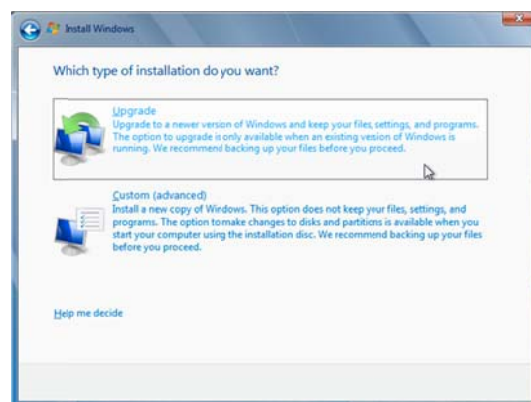 Install Windows
Which type of installation do you want?
Upgrade
Upgrade to a newer version of Windows and keep your files, settings, and programs.
The option to upgrade is only available when an existing version of Windows is
running. We recommend backing up your files before you proceed.
Custom (advanced)
Install a new copy of Windows. This option does not keep your files, settings, and
programs. The option to make changes to disks and partitions is available when you
start your computer using the installation disc. We recommend backing up your files
before you proceed.
Help me decide